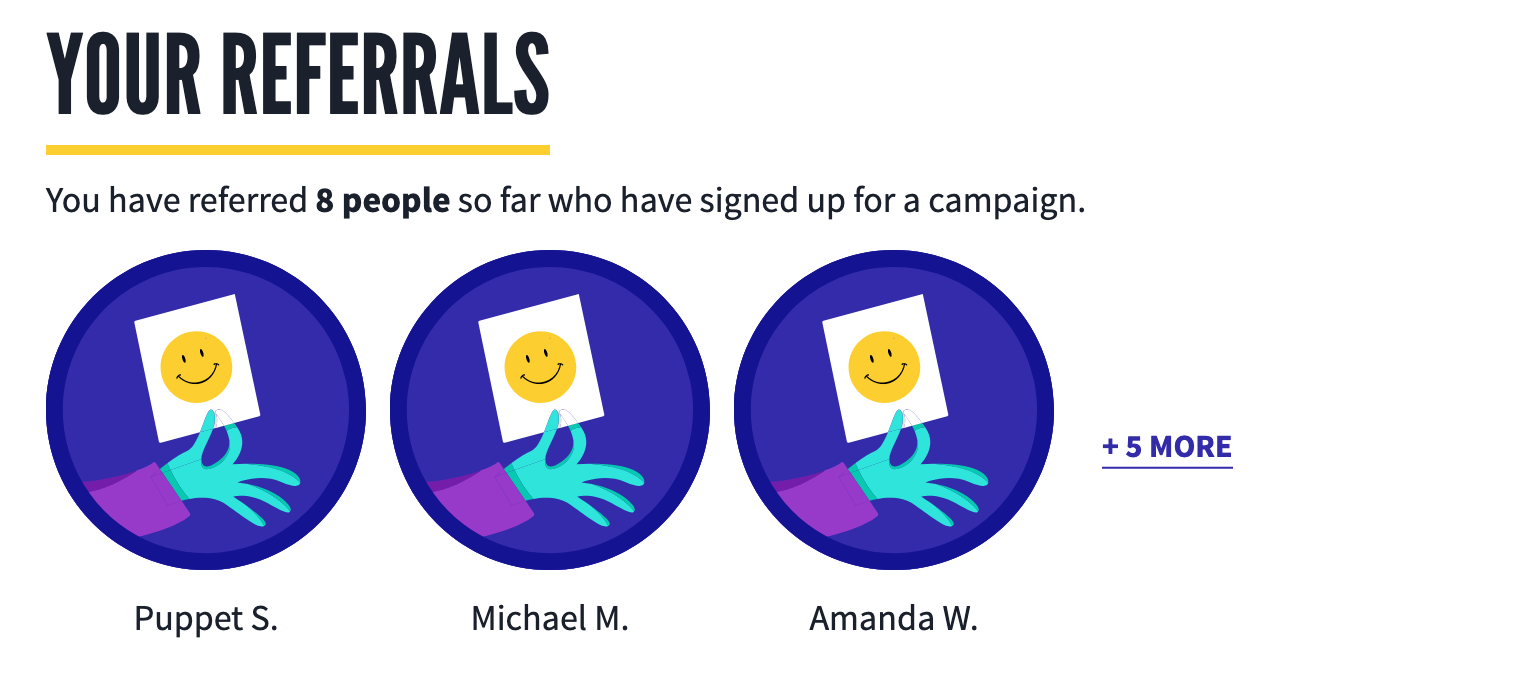 YOUR REFERRALS
You have referred 8 people so far who have signed up for a campaign.
+ 5 MORE
Puppet S.
Michael M.
Amanda W.